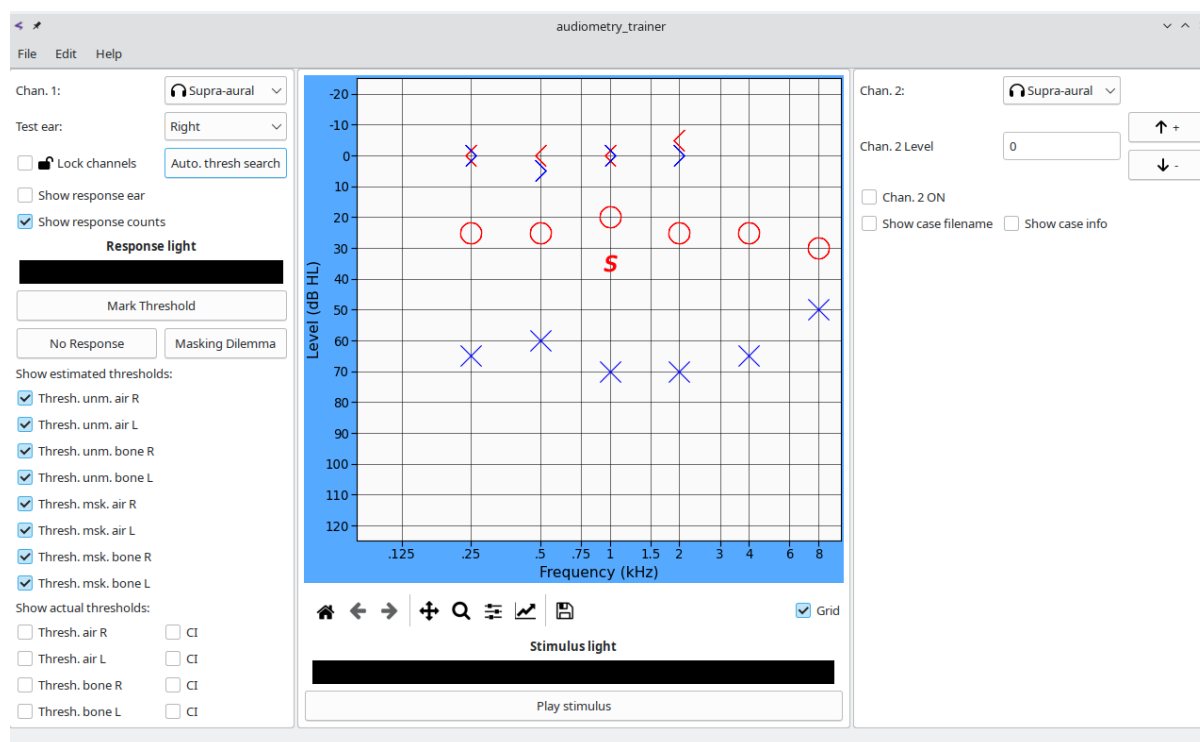 audiometry_trainer
File Edit Help
Chan. 1: Supra-aural
Test ear: Right
Lock channels Auto. thresh search
Show response ear
Show response counts
Response light
Mark Threshold
No Response Masking Dilemma
Show estimated thresholds:
Thresh. unm. air R
Thresh. unm. air L
Thresh. unm. bone R
Thresh. unm. bone L
Thresh. msk. air R
Thresh. msk. air L
Thresh. msk. bone R
Thresh. msk. bone L
Show actual thresholds:
Thresh. air R CI
Thresh. air L CI
Thresh. bone R CI
Thresh. bone L CI
Level (dB HL)
-20
-10
0
10
20
30
40
50
60
70
80
90
100
110
120
S
.125 .25 .5 .75 1 1.5 2 3 4 6 8
Frequency (kHz)
Grid
Stimulus light
Play stimulus
Chan. 2: Supra-aural
+
Chan. 2 Level 0
-
Chan. 2 ON
Show case filename Show case info